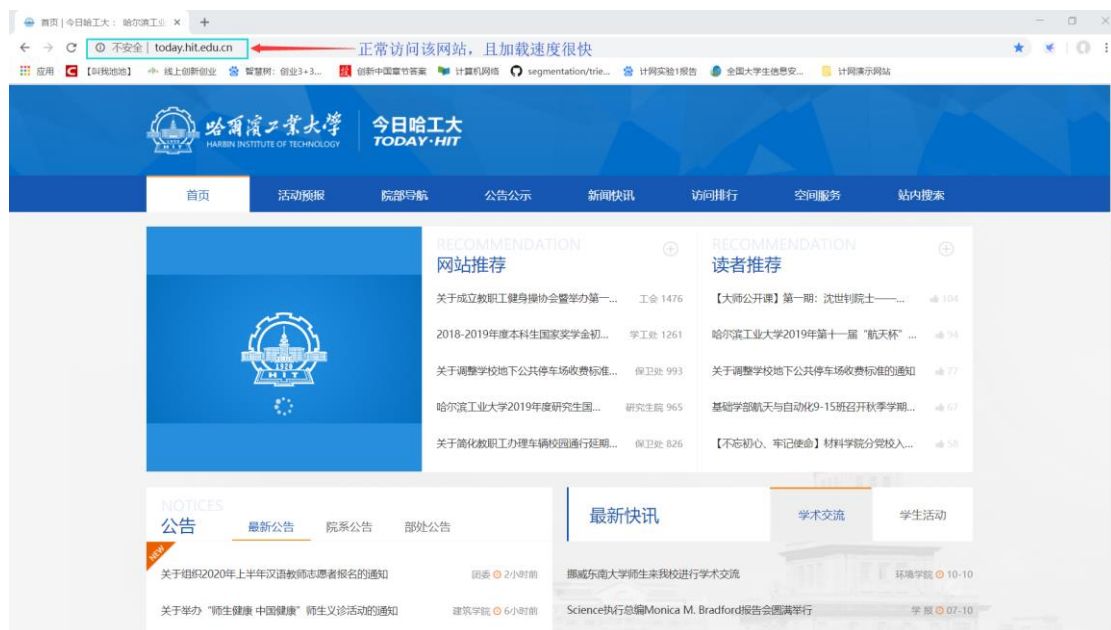 首页 | 今日哈工大： 哈尔滨工业
不安全 | today.hit.edu.cn
正常访问该网站，且加载速度很快
应用 【叫我池池】 线上创新创业 智慧树：创业3+3... 创新中国章节答案 计算机网络 segmentation/trie... 计网实验1报告 全国大学生信息安... 计网演示网站
哈尔滨工业大学
HARBIN INSTITUTE OF TECHNOLOGY
今日哈工大
TODAY·HIT
首页 活动预报 院部导航 公告公示 新闻快讯 访问排行 空间服务 站内搜索
RECOMMENDATION
网站推荐
关于成立教职工健身操协会暨举办第一... 工会 1476
2018-2019年度本科生国家奖学金初... 学工处 1261
关于调整学校地下公共停车场收费标准... 保卫处 993
哈尔滨工业大学2019年度研究生国... 研究生院 965
关于简化教职工办理车辆校园通行延期... 保卫处 826
RECOMMENDATION
读者推荐
【大师公开课】第一期：沈世钊院士——... 104
哈尔滨工业大学2019年第十一届“航天杯”... 94
关于调整学校地下公共停车场收费标准的通知 77
基础学部航天与自动化9-15班召开秋季学期... 67
【不忘初心、牢记使命】材料学院分党校入... 58
1920
HIT
NOTICES
公告 最新公告 院系公告 部处公告
NEW
关于组织2020年上半年汉语教师志愿者报名的通知 团委 2小时前
关于举办“师生健康 中国健康”师生义诊活动的通知 建筑学院 6小时前
最新快讯 学术交流 学生活动
挪威东南大学师生来我校进行学术交流 环境学院 10-10
Science执行总编Monica M. Bradford报告会圆满举行 学报 07-10